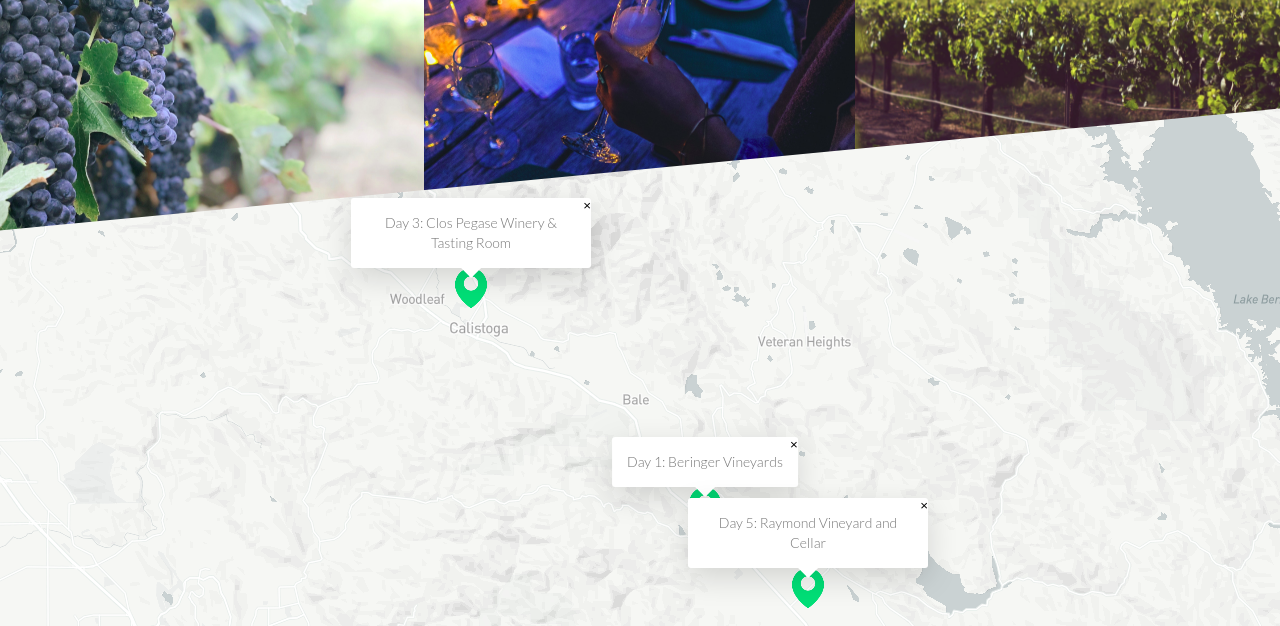 ×
Day 3: Clos Pegase Winery &
Tasting Room
Woodleaf
Calistoga
Lake Ber
Veteran Heights
Bale
×
Day 1: Beringer Vineyards
×
Day 5: Raymond Vineyard and
Cellar